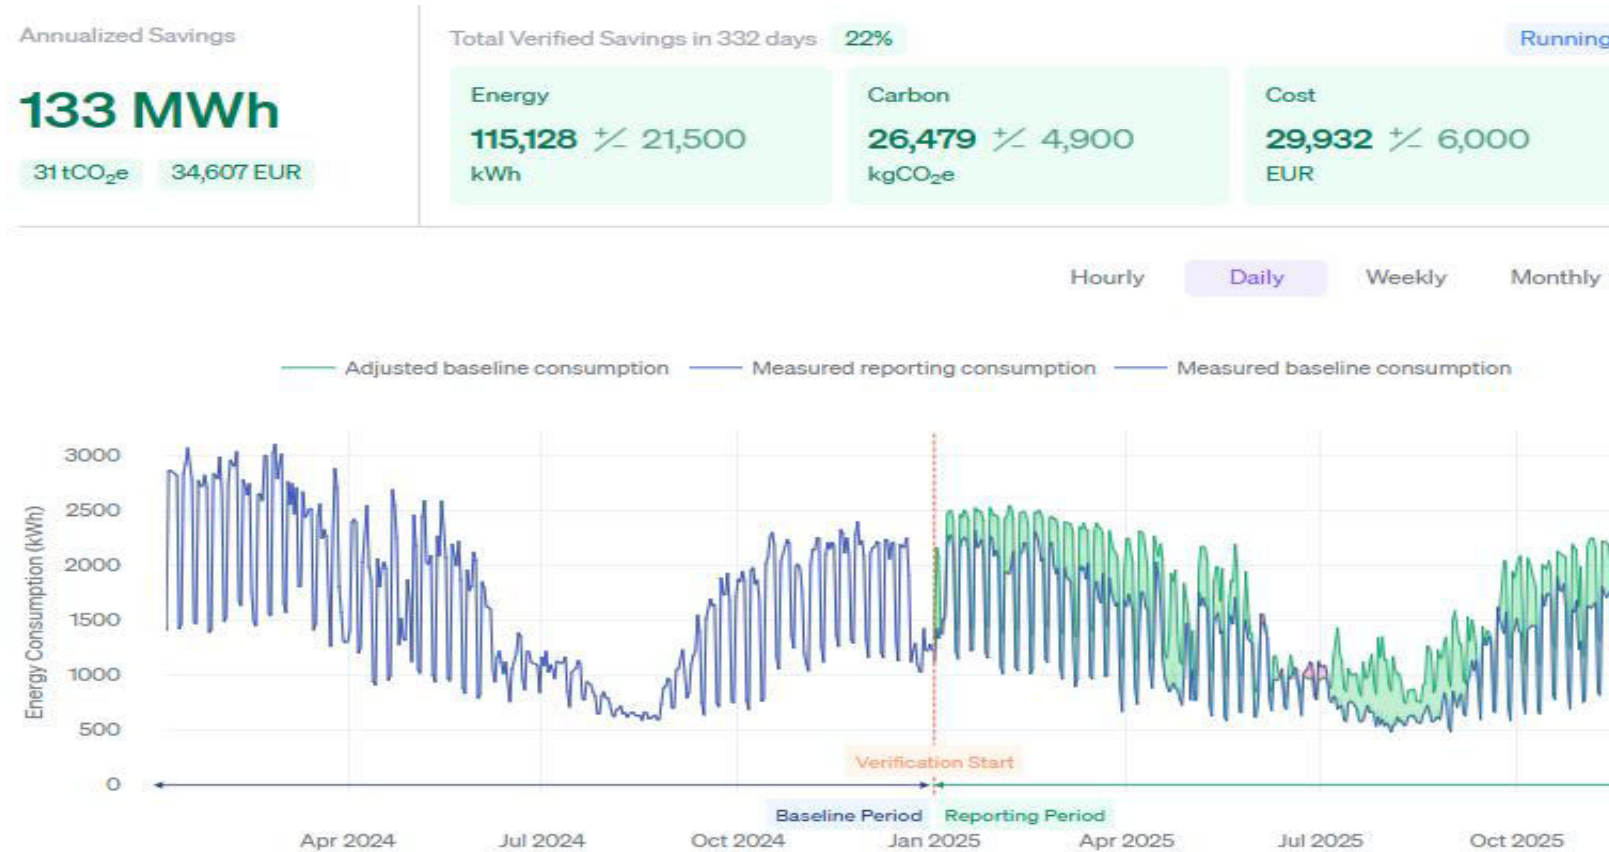 Annualized Savings
133 MWh
31 tCO₂e 34,607 EUR
Total Verified Savings in 332 days 22%
Running
Energy
115,128 +/- 21,500
kWh
Carbon
26,479 +/- 4,900
kgCO₂e
Cost
29,932 +/- 6,000
EUR
Hourly Daily Weekly Monthly
Adjusted baseline consumption Measured reporting consumption Measured baseline consumption
Energy Consumption (kWh)
3000
2500
2000
1500
1000
500
0
Verification Start
Baseline Period Reporting Period
Apr 2024 Jul 2024 Oct 2024 Jan 2025 Apr 2025 Jul 2025 Oct 2025